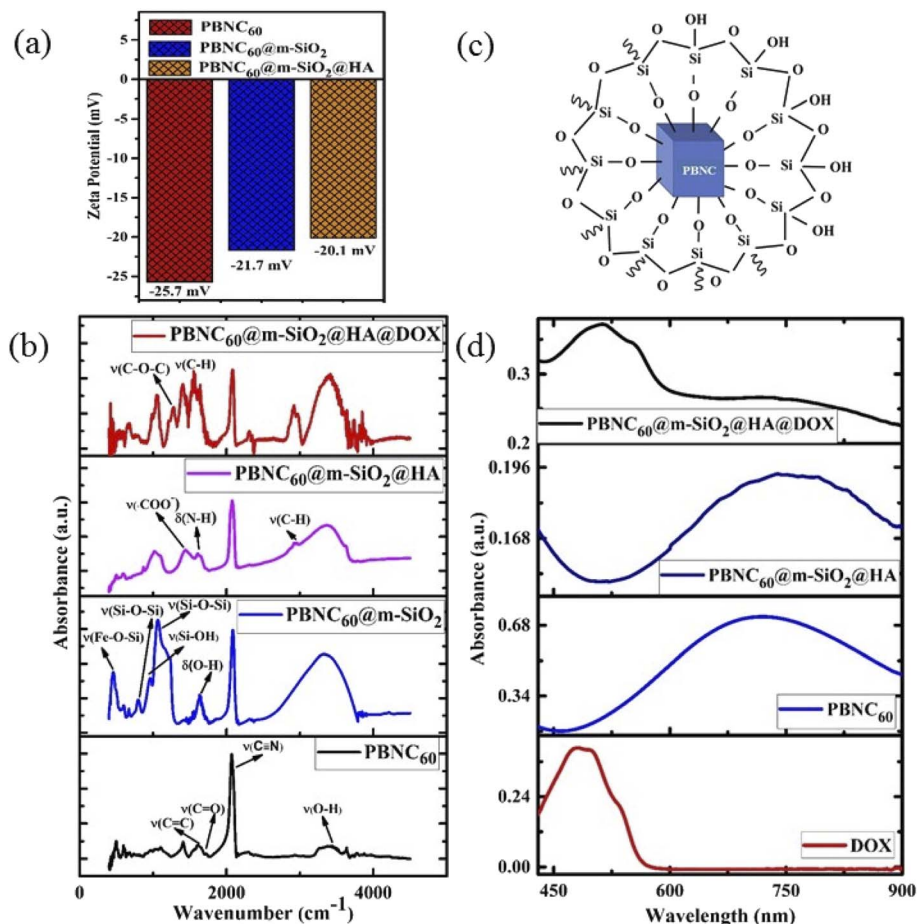 (a)
PBNC60
PBNC60@m-SiO2
PBNC60@m-SiO2@HA
Zeta Potential (mV)
5
0
-5
-10
-15
-20
-25
-25.7 mV
-21.7 mV
-20.1 mV
(c)
OH
OH
OH
OH
OH
O O O O O O O O O O O O
Si Si Si Si Si Si Si Si Si Si Si Si
O O O O O O O O O O O O
PBNC
(b)
Absorbance (a.u.)
PBNC60@m-SiO2@HA@DOX
ν(C-O-C)
ν(C-H)
PBNC60@m-SiO2@HA
ν(-COO-)
δ(N-H)
ν(C-H)
PBNC60@m-SiO2
ν(Si-O-Si)
ν(Si-O-Si)
ν(Fe-O-Si)
ν(Si-OH)
δ(O-H)
PBNC60
ν(C≡N)
ν(C=O)
ν(C=C)
ν(O-H)
0 2000 4000
Wavenumber (cm-1)
(d)
Absorbance (a.u.)
0.3
PBNC60@m-SiO2@HA@DOX
0.2
0.196
0.168
PBNC60@m-SiO2@HA
0.68
0.34
PBNC60
0.24
DOX
0.00
450 600 750 900
Wavelength (nm)